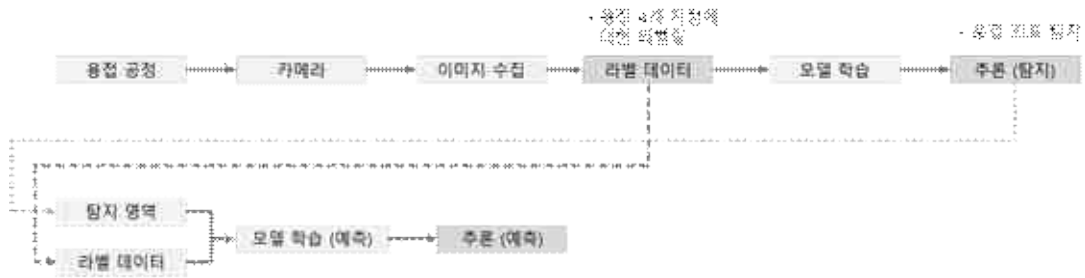 용접 공정
카메라
이미지 수집
라벨 데이터
모델 학습
추론 (탐지)
탐지 영역
라벨 데이터
모델 학습 (예측)
추론 (예측)